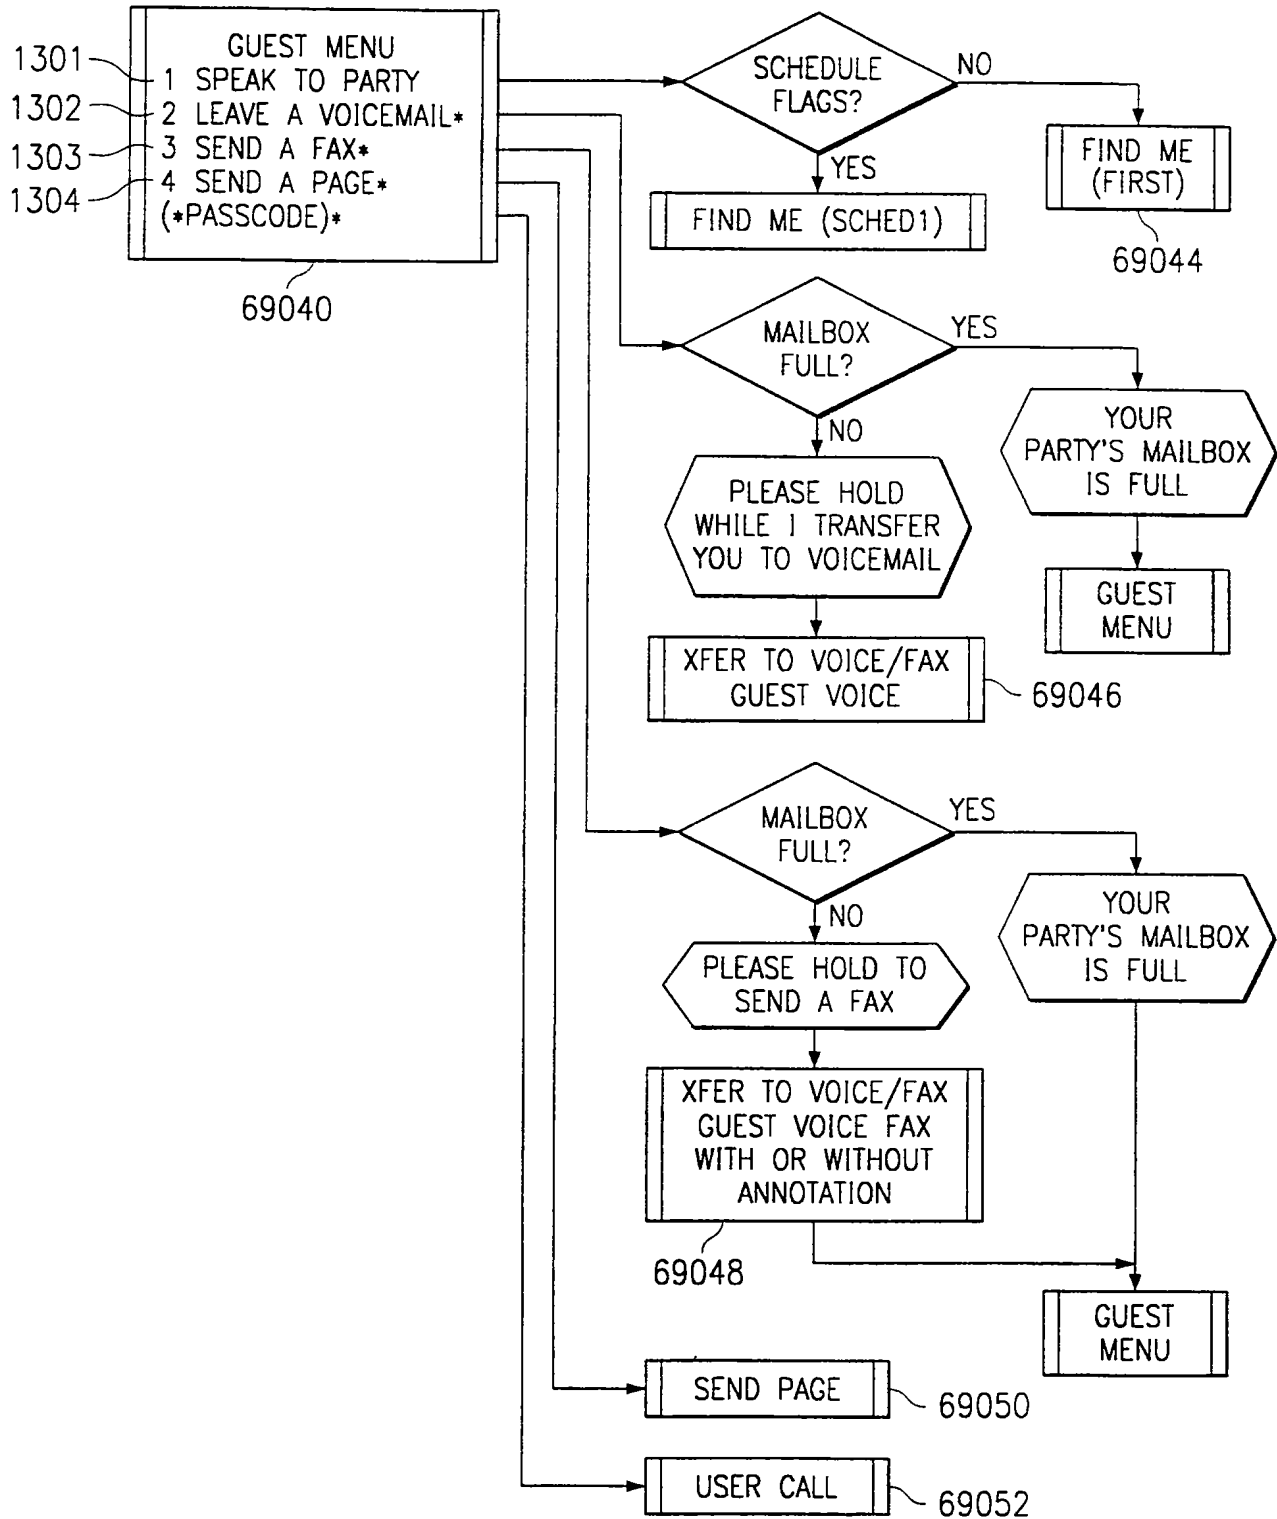 GUEST MENU
1301
1 SPEAK TO PARTY
1302
2 LEAVE A VOICEMAIL*
1303
3 SEND A FAX*
1304
4 SEND A PAGE*
(*PASSCODE)*
69040
SCHEDULE
FLAGS?
NO
YES
FIND ME
(FIRST)
69044
FIND ME (SCHED1)
MAILBOX
FULL?
YES
NO
YOUR
PARTY'S MAILBOX
IS FULL
PLEASE HOLD
WHILE I TRANSFER
YOU TO VOICEMAIL
GUEST
MENU
XFER TO VOICE/FAX
GUEST VOICE
69046
MAILBOX
FULL?
YES
NO
YOUR
PARTY'S MAILBOX
IS FULL
PLEASE HOLD TO
SEND A FAX
XFER TO VOICE/FAX
GUEST VOICE FAX
WITH OR WITHOUT
ANNOTATION
69048
GUEST
MENU
SEND PAGE
69050
USER CALL
69052